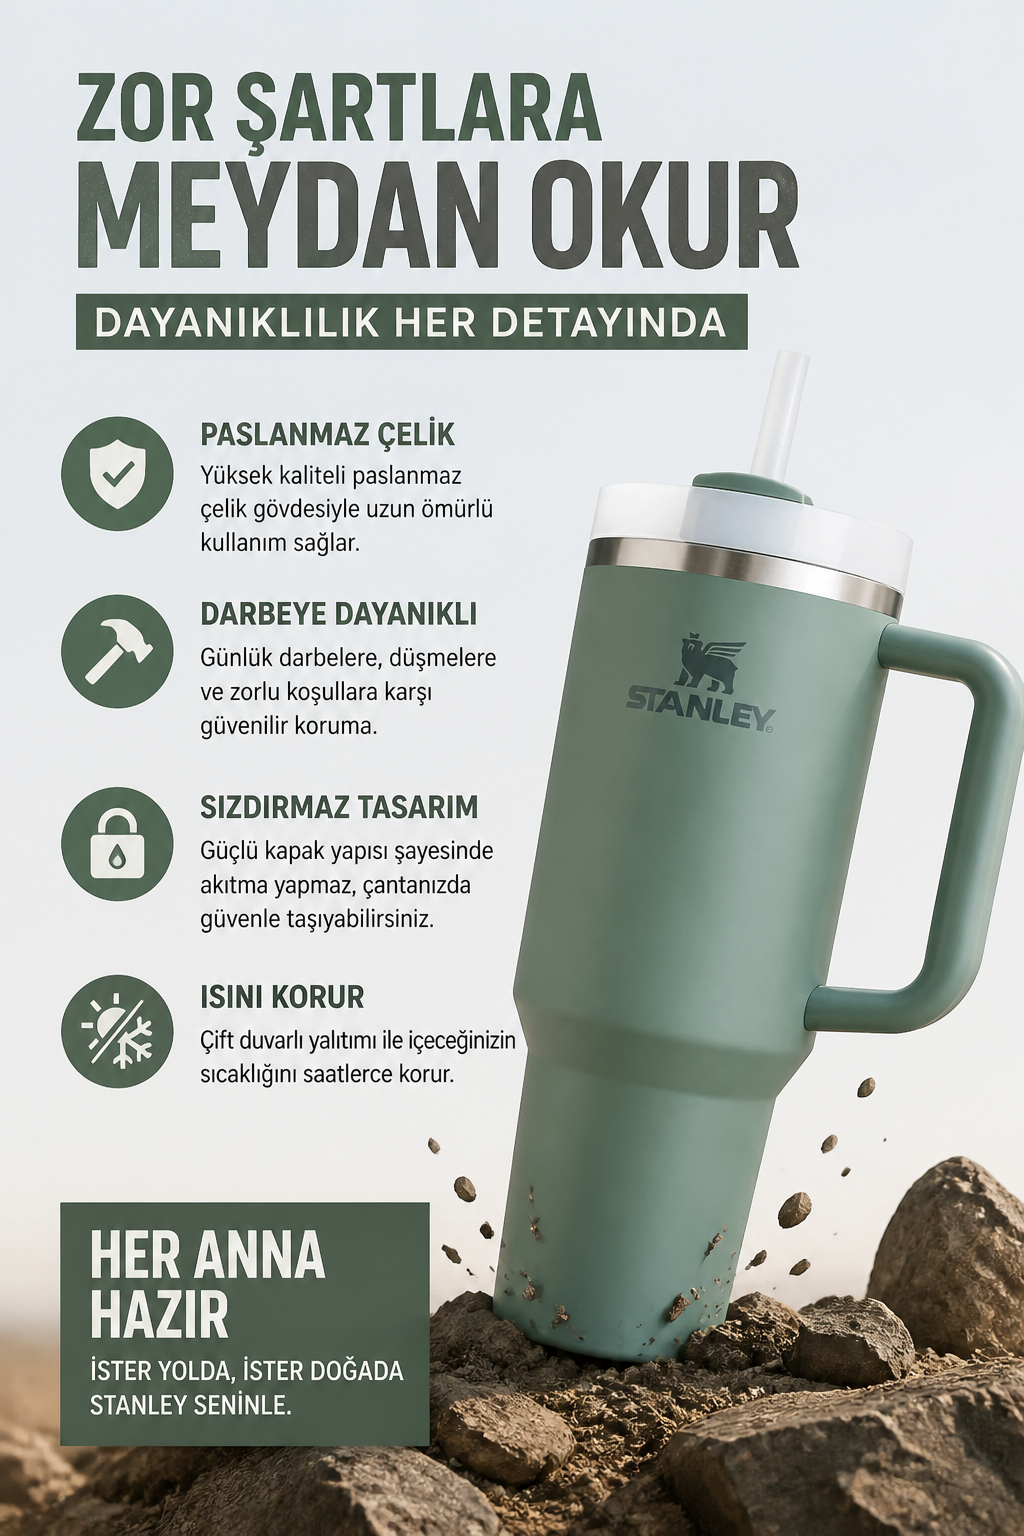 ZOR ŞARTLARA
MEYDAN OKUR
DAYANIKLILIK HER DETAYINDA
PASLANMAZ ÇELİK
Yüksek kaliteli paslanmaz
çelik gövdesiyle uzun ömürlü
kullanım sağlar.
DARBEYE DAYANIKLI
Günlük darbelere, düşmelere
ve zorlu koşullara karşı
güvenilir koruma.
SIZDIRMAZ TASARIM
Güçlü kapak yapısı şayesinde
akıtma yapmaz, çantanızda
güvenle taşıyabilirsiniz.
ISINI KORUR
Çift duvarlı yalıtımı ile içeceğinizin
sıcaklığını saatlerce korur.
STANLEY
HER ANNA
HAZIR
İSTER YOLDA, İSTER DOĞADA
STANLEY SENİNLE.